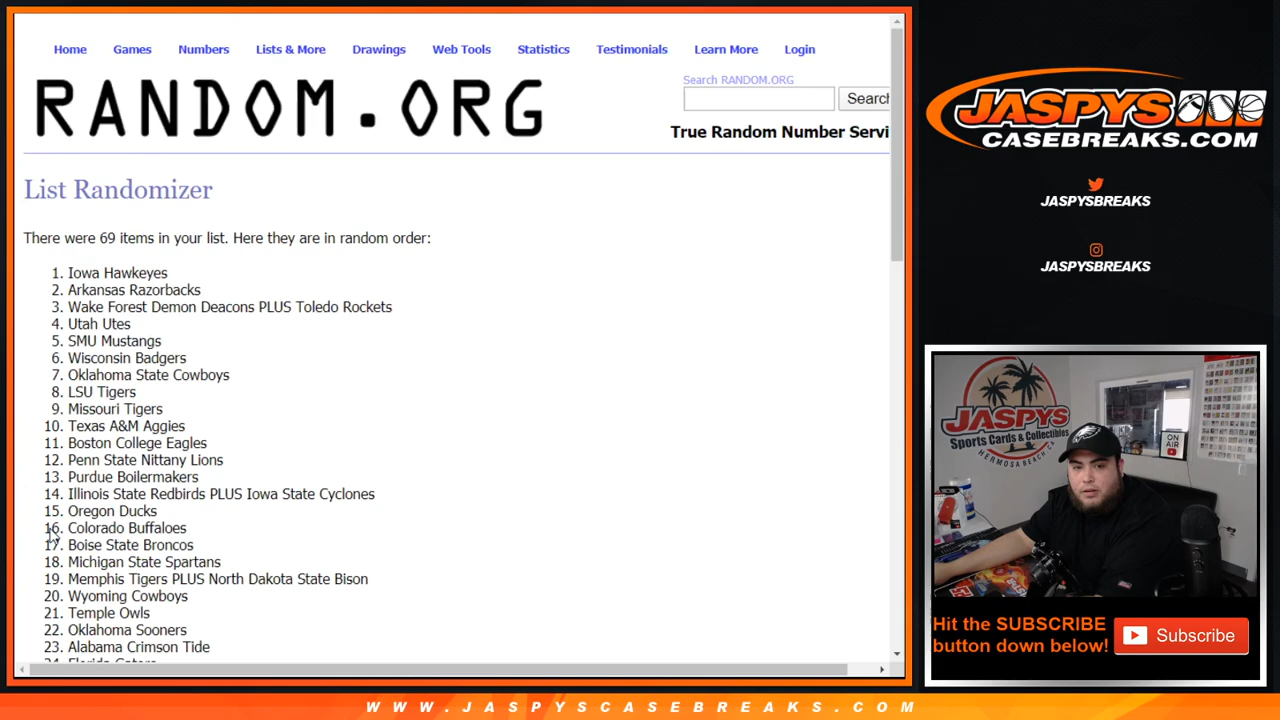 Home Games Numbers Lists & More Drawings Web Tools Statistics Testimonials Learn More Login
Search RANDOM.ORG
RANDOM.ORG
Search
True Random Number Servi
List Randomizer
There were 69 items in your list. Here they are in random order:
1. Iowa Hawkeyes
2. Arkansas Razorbacks
3. Wake Forest Demon Deacons PLUS Toledo Rockets
4. Utah Utes
5. SMU Mustangs
6. Wisconsin Badgers
7. Oklahoma State Cowboys
8. LSU Tigers
9. Missouri Tigers
10. Texas A&M Aggies
11. Boston College Eagles
12. Penn State Nittany Lions
13. Purdue Boilermakers
14. Illinois State Redbirds PLUS Iowa State Cyclones
15. Oregon Ducks
16. Colorado Buffaloes
17. Boise State Broncos
18. Michigan State Spartans
19. Memphis Tigers PLUS North Dakota State Bison
20. Wyoming Cowboys
21. Temple Owls
22. Oklahoma Sooners
23. Alabama Crimson Tide
24. Florida Gators
JASPYS
CASEBREAKS.COM
JASPYSBREAKS
JASPYSBREAKS
JASPYS
Sports Cards & Collectibles
HERMOSA BEACH, CA
ON
AIR
Hit the SUBSCRIBE
button down below!
Subscribe
WWW.JASPYSCASEBREAKS.COM